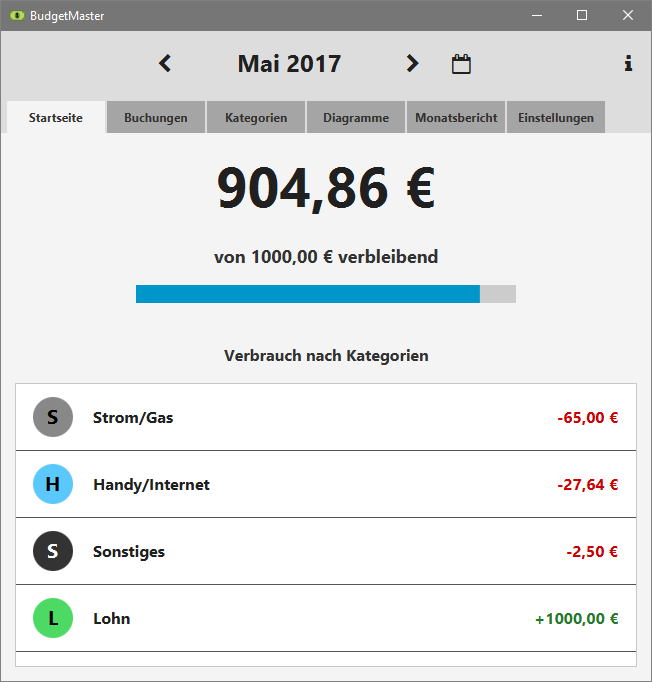 BudgetMaster
Mai 2017
Startseite Buchungen Kategorien Diagramme Monatsbericht Einstellungen
904,86 €
von 1000,00 € verbleibend
Verbrauch nach Kategorien
S Strom/Gas -65,00 €
H Handy/Internet -27,64 €
S Sonstiges -2,50 €
L Lohn +1000,00 €